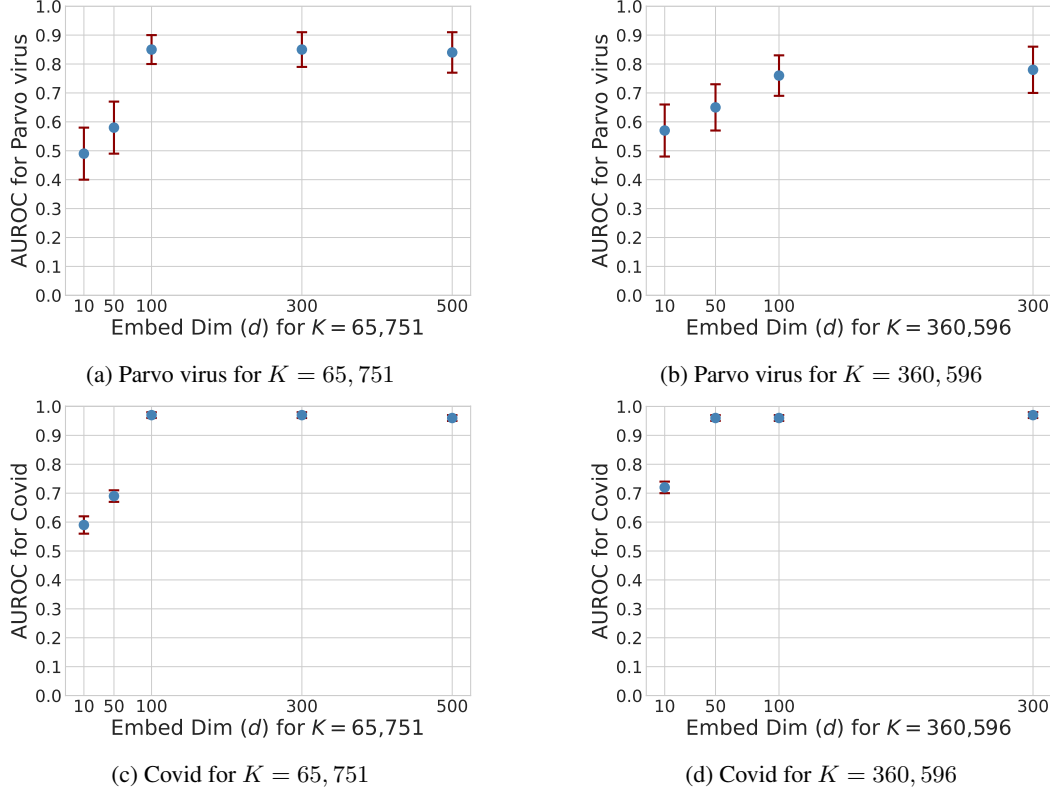 1.0
0.9
0.8
0.7
0.6
0.5
0.4
0.3
0.2
0.1
0.0
AUROC for Parvo virus
10 50 100 300 500
Embed Dim (d) for K = 65,751
(a) Parvo virus for K = 65, 751
1.0
0.9
0.8
0.7
0.6
0.5
0.4
0.3
0.2
0.1
0.0
AUROC for Parvo virus
10 50 100 300
Embed Dim (d) for K = 360,596
(b) Parvo virus for K = 360, 596
1.0
0.9
0.8
0.7
0.6
0.5
0.4
0.3
0.2
0.1
0.0
AUROC for Covid
10 50 100 300 500
Embed Dim (d) for K = 65,751
(c) Covid for K = 65, 751
1.0
0.9
0.8
0.7
0.6
0.5
0.4
0.3
0.2
0.1
0.0
AUROC for Covid
10 50 100 300
Embed Dim (d) for K = 360,596
(d) Covid for K = 360, 596